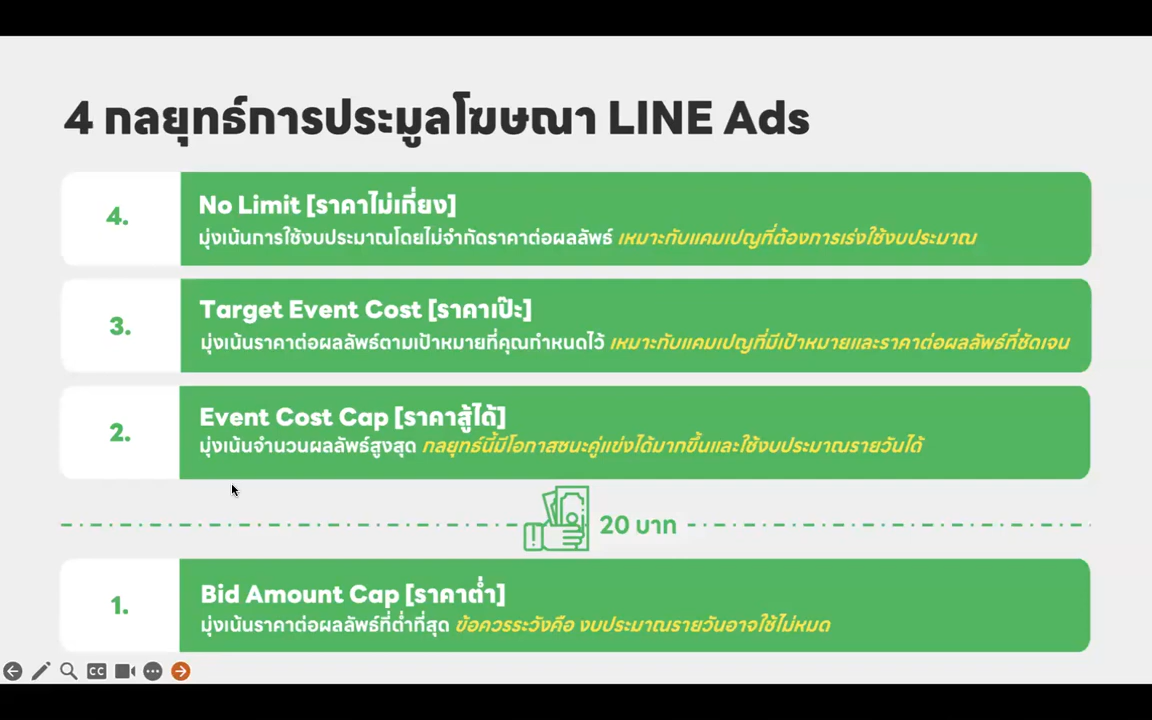 4 กลยุทธ์การประมูลโฆษณา LINE Ads
4.
No Limit [ราคาไม่เกี่ยง]
มุ่งเน้นการใช้งบประมาณโดยไม่จำกัดราคาต่อผลลัพธ์ เหมาะกับแคมเปญที่ต้องการเร่งใช้งบประมาณ
3.
Target Event Cost [ราคาเป๊ะ]
มุ่งเน้นราคาต่อผลลัพธ์ตามเป้าหมายที่คุณกำหนดไว้ เหมาะกับแคมเปญที่มีเป้าหมายและราคาต่อผลลัพธ์ที่ชัดเจน
2.
Event Cost Cap [ราคาสู้ได้]
มุ่งเน้นจำนวนผลลัพธ์สูงสุด กลยุทธ์นี้มีโอกาสชนะคู่แข่งได้มากขึ้นและใช้งบประมาณรายวันได้
20 บาท
1.
Bid Amount Cap [ราคาต่ำ]
มุ่งเน้นราคาต่อผลลัพธ์ที่ต่ำที่สุด ข้อควรระวังคือ งบประมาณรายวันอาจใช้ไม่หมด
CC